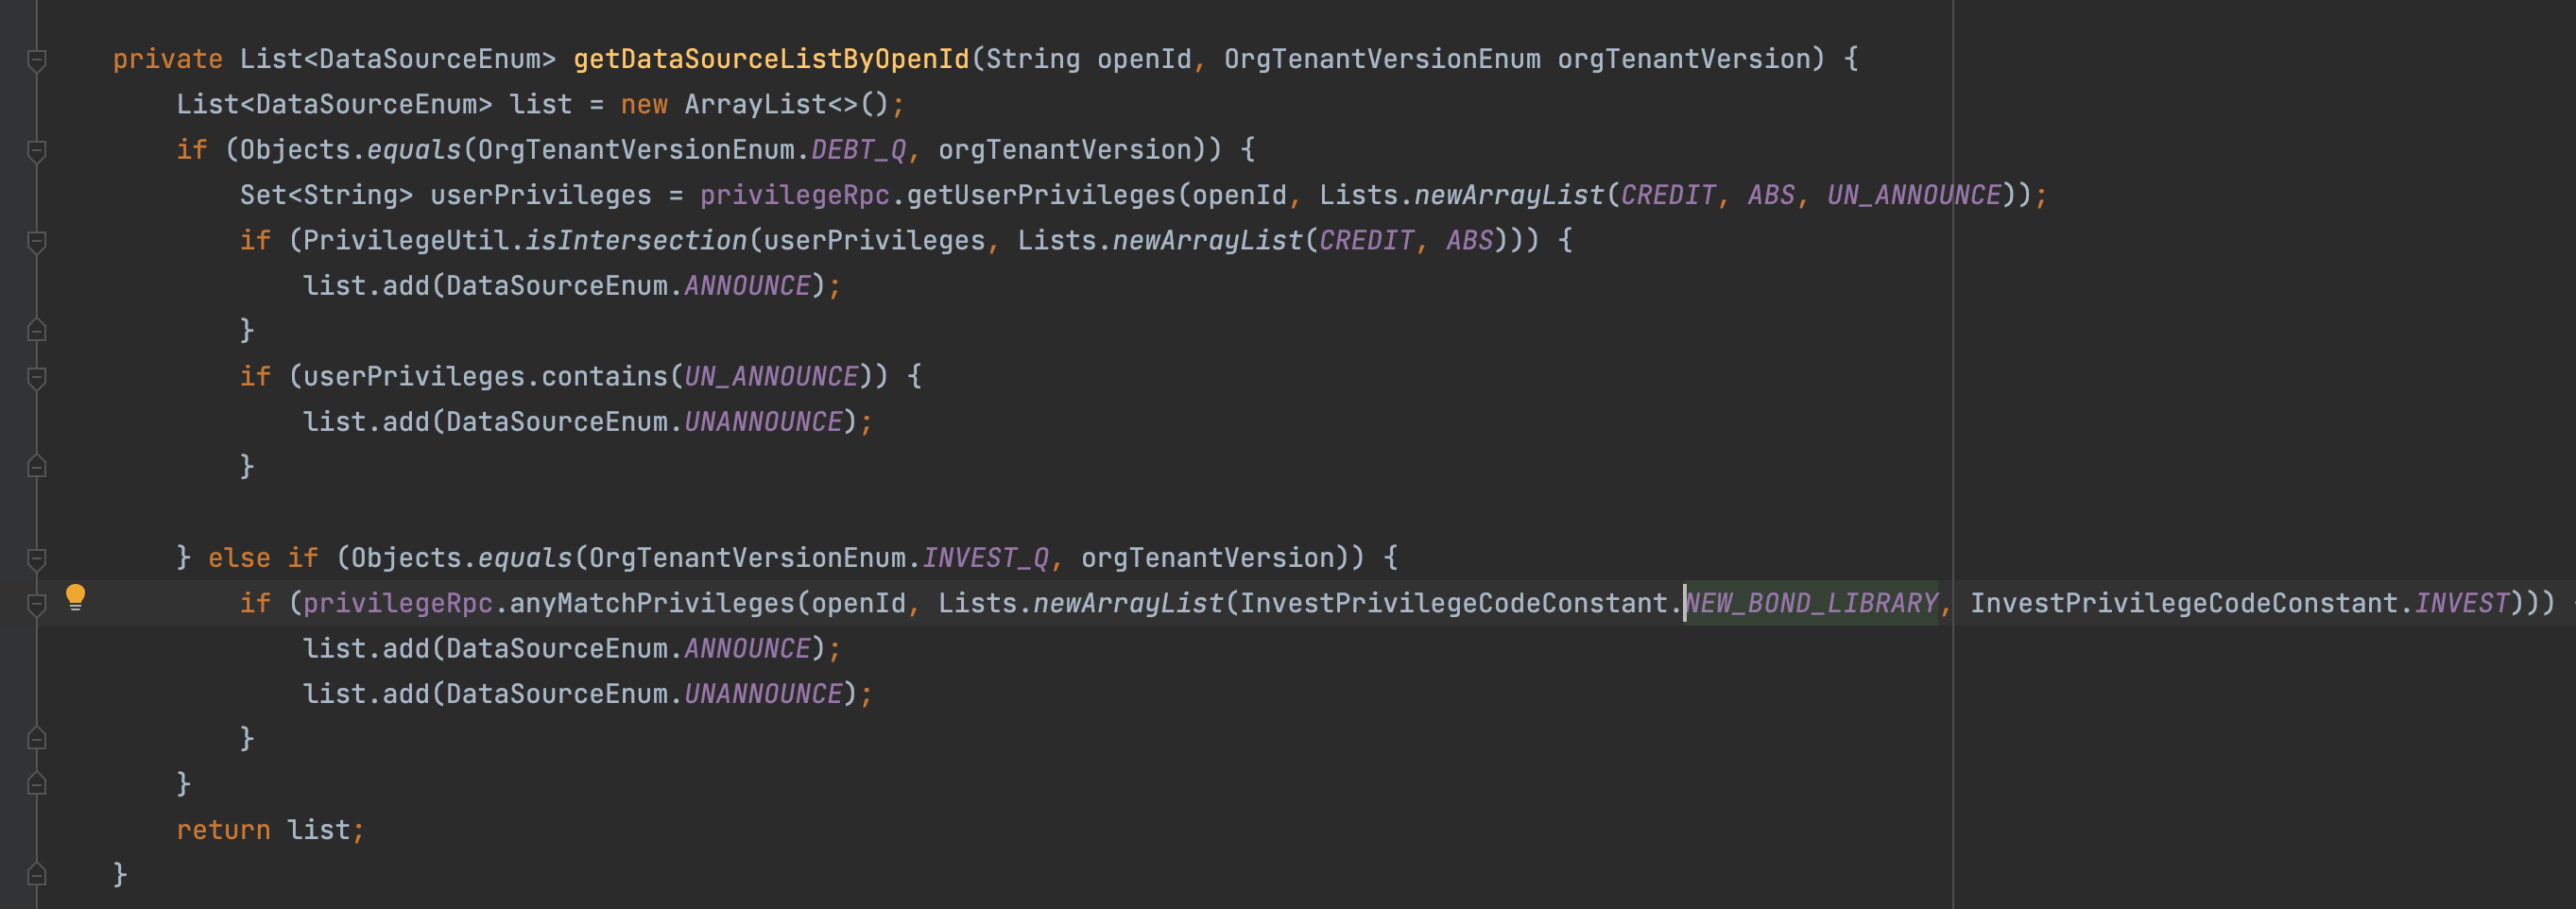 private List<DataSourceEnum> getDataSourceListByOpenId(String openId, OrgTenantVersionEnum orgTenantVersion) {
    List<DataSourceEnum> list = new ArrayList<>();
    if (Objects.equals(OrgTenantVersionEnum.DEBT_Q, orgTenantVersion)) {
        Set<String> userPrivileges = privilegeRpc.getUserPrivileges(openId, Lists.newArrayList(CREDIT, ABS, UN_ANNOUNCE));
        if (PrivilegeUtil.isIntersection(userPrivileges, Lists.newArrayList(CREDIT, ABS))) {
            list.add(DataSourceEnum.ANNOUNCE);
        }
        if (userPrivileges.contains(UN_ANNOUNCE)) {
            list.add(DataSourceEnum.UNANNOUNCE);
        }
    } else if (Objects.equals(OrgTenantVersionEnum.INVEST_Q, orgTenantVersion)) {
        if (privilegeRpc.anyMatchPrivileges(openId, Lists.newArrayList(InvestPrivilegeCodeConstant.NEW_BOND_LIBRARY, InvestPrivilegeCodeConstant.INVEST)))
            list.add(DataSourceEnum.ANNOUNCE);
            list.add(DataSourceEnum.UNANNOUNCE);
        }
    }
    return list;
}